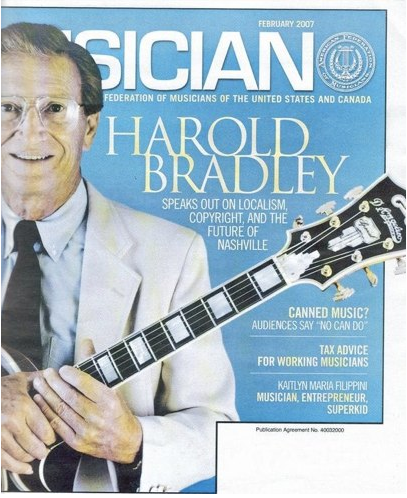 FEBRUARY 2007
SICIAN
FEDERATION OF MUSICIANS OF THE UNITED STATES AND CANADA
HAROLD
BRADLEY
SPEAKS OUT ON LOCALISM,
COPYRIGHT, AND THE
FUTURE OF
NASHVILLE
D'Aquisto
CANNED MUSIC?
AUDIENCES SAY "NO CAN DO"
TAX ADVICE
FOR WORKING MUSICIANS
KAITLYN MARIA FILIPPINI
MUSICIAN, ENTREPRENEUR,
SUPERKID
Publication Agreement No. 40032000